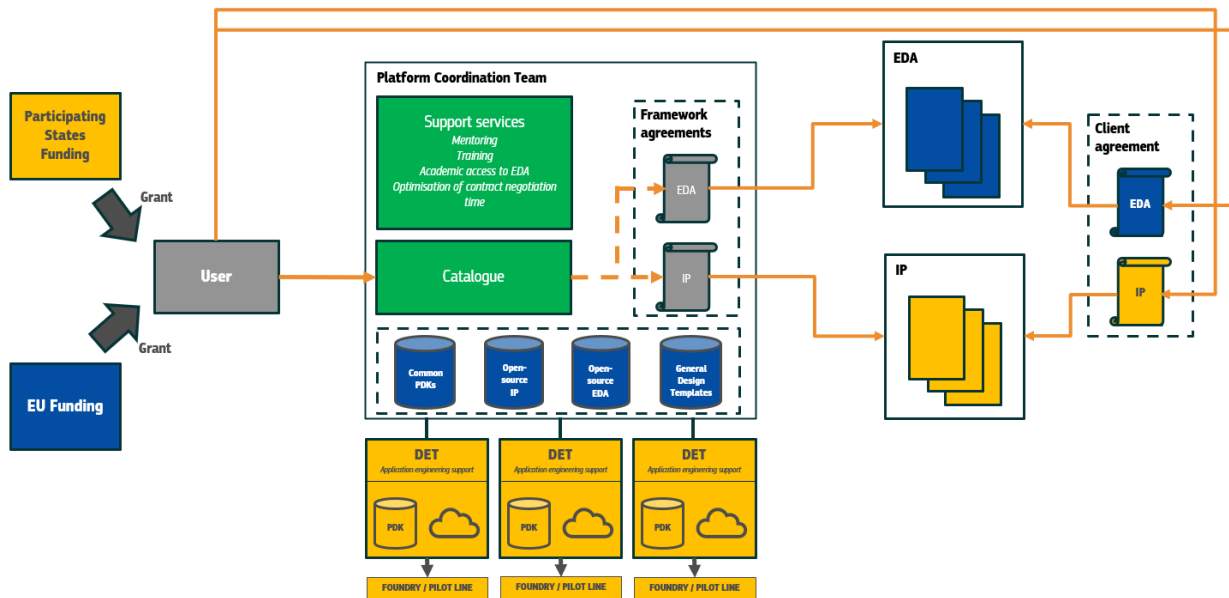 Participating
States
Funding
Grant
User
Grant
EU Funding
Platform Coordination Team
Support services
Mentoring
Training
Academic access to EDA
Optimisation of contract negotiation
time
Catalogue
Framework
agreements
EDA
IP
Common
PDKs
Open-
source
IP
Open-
source
EDA
General
Design
Templates
DET
Application engineering support
PDK
FOUNDRY / PILOT LINE
DET
Application engineering support
PDK
FOUNDRY / PILOT LINE
DET
Application engineering support
PDK
FOUNDRY / PILOT LINE
EDA
IP
Client
agreement
EDA
IP